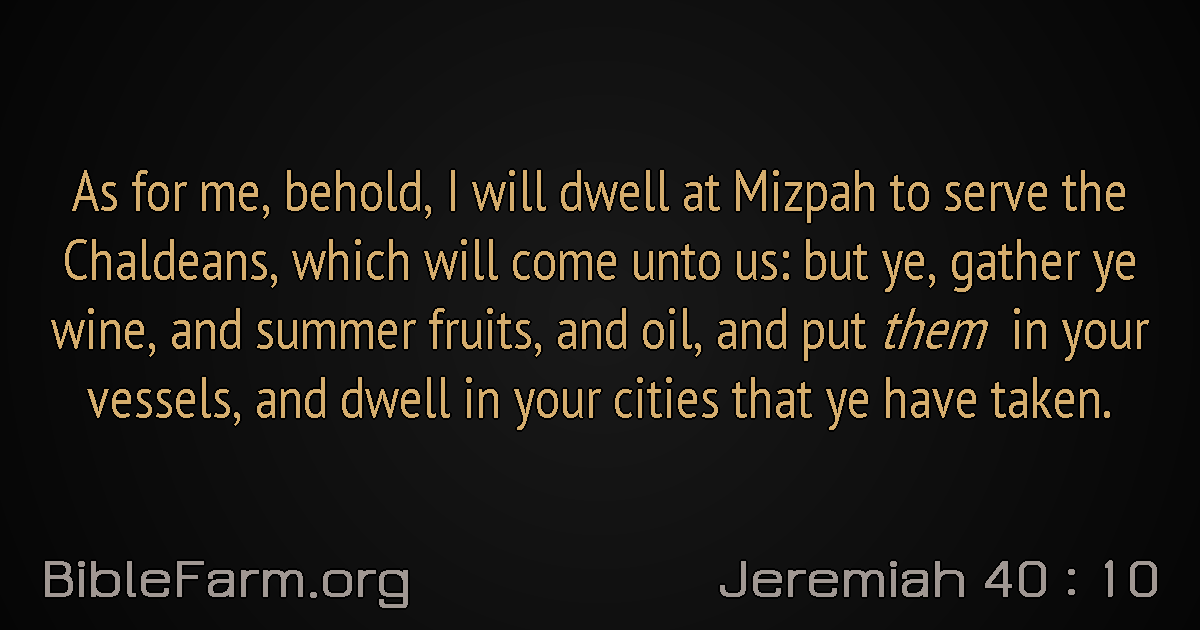 As for me, behold, I will dwell at Mizpah to serve the
Chaldeans, which will come unto us: but ye, gather ye
wine, and summer fruits, and oil, and put them in your
vessels, and dwell in your cities that ye have taken.
BibleFarm.org
Jeremiah 40 : 10